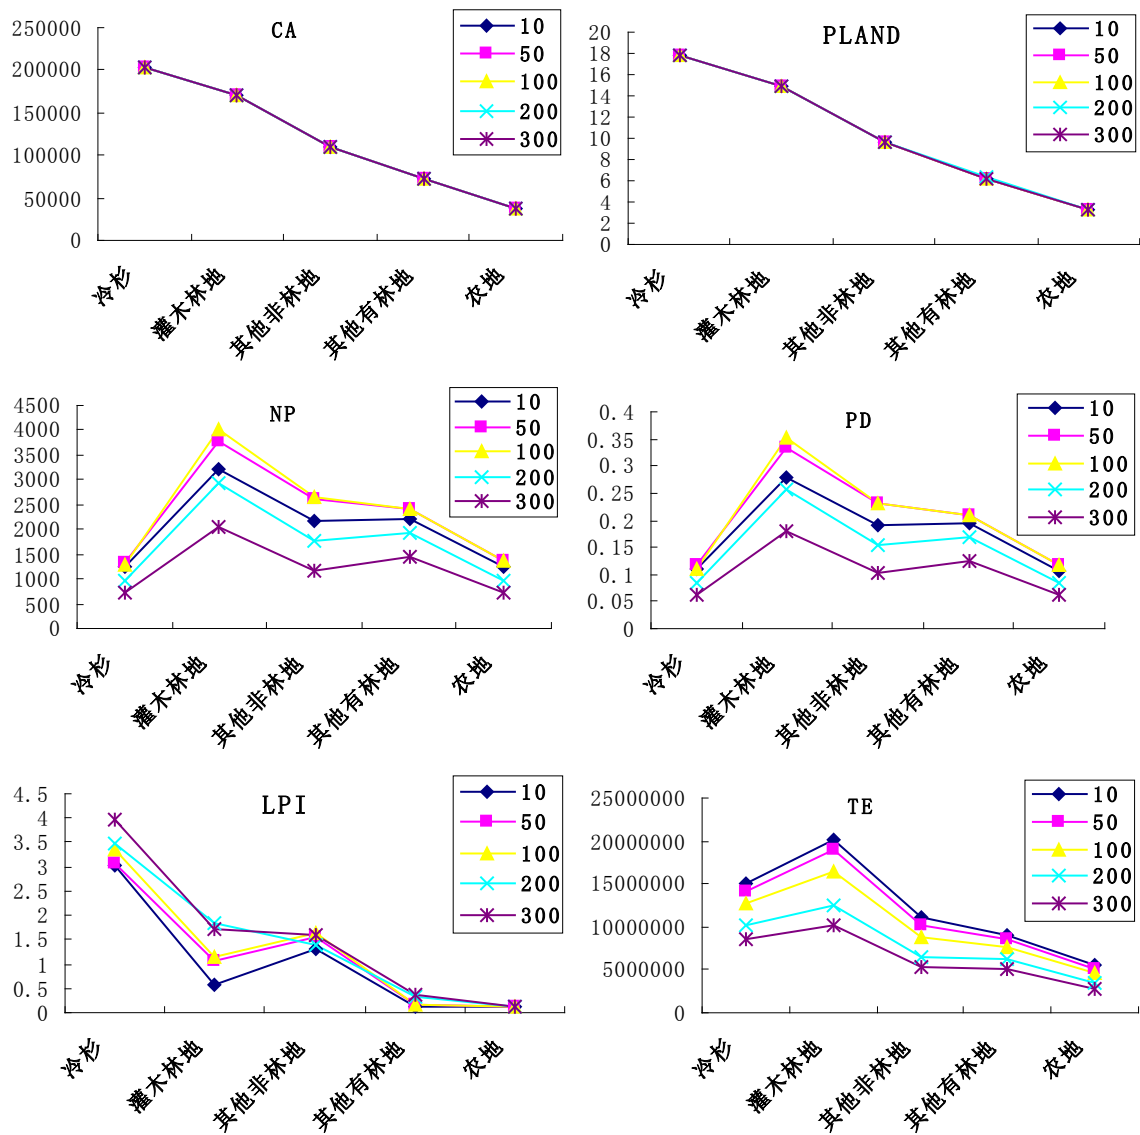 CA
250000
200000
150000
100000
50000
0
10
50
100
200
300
冷杉
灌木林地
其他非林地
其他有林地
农地
PLAND
20
18
16
14
12
10
8
6
4
2
0
10
50
100
200
300
冷杉
灌木林地
其他非林地
其他有林地
农地
NP
4500
4000
3500
3000
2500
2000
1500
1000
500
0
10
50
100
200
300
冷杉
灌木林地
其他非林地
其他有林地
农地
PD
0.4
0.35
0.3
0.25
0.2
0.15
0.1
0.05
0
10
50
100
200
300
冷杉
灌木林地
其他非林地
其他有林地
农地
LPI
4.5
4
3.5
3
2.5
2
1.5
1
0.5
0
10
50
100
200
300
冷杉
灌木林地
其他非林地
其他有林地
农地
TE
25000000
20000000
15000000
10000000
5000000
0
10
50
100
200
300
冷杉
灌木林地
其他非林地
其他有林地
农地